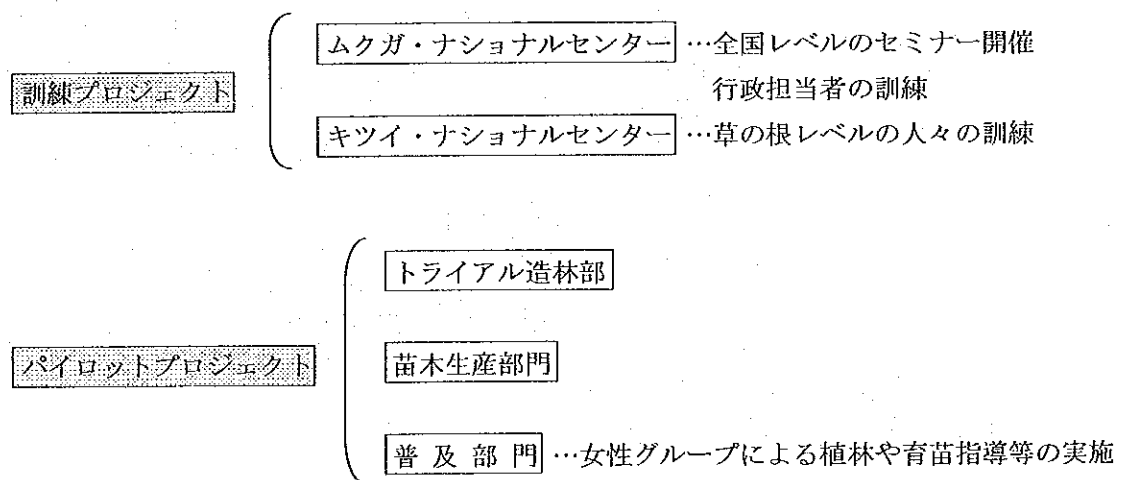 訓練プロジェクト
ムクガ・ナショナルセンター …全国レベルのセミナー開催
行政担当者の訓練
キツイ・ナショナルセンター …草の根レベルの人々の訓練
パイロットプロジェクト
トライアル造林部
苗木生産部門
普及部門 …女性グループによる植林や育苗指導等の実施